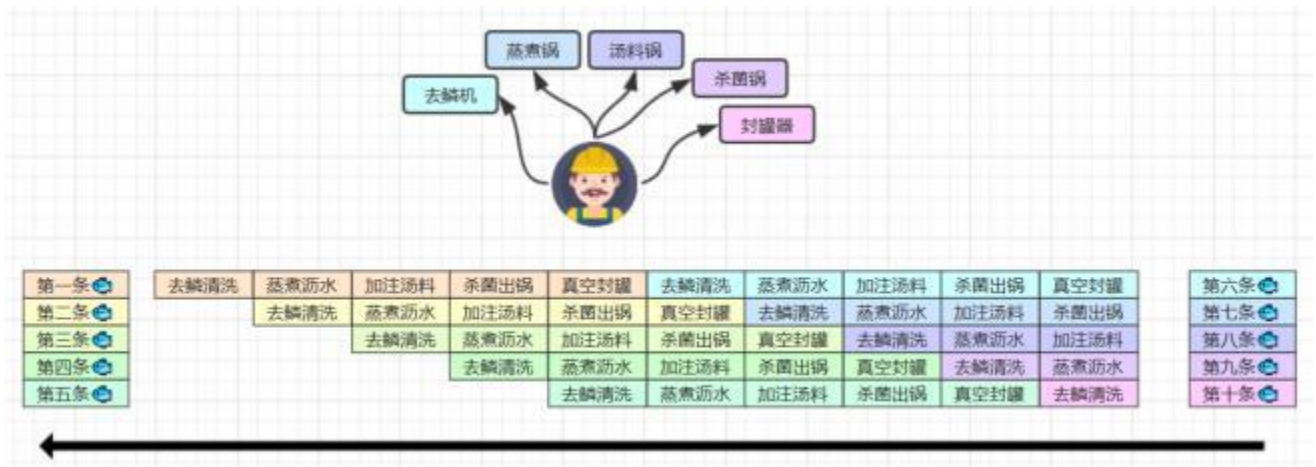 蒸煮锅 汤料锅
杀菌锅
去鳞机
封罐器
第一条 去鳞清洗 蒸煮沥水 加注汤料 杀菌出锅 真空封罐 去鳞清洗 蒸煮沥水 加注汤料 杀菌出锅 真空封罐 第六条
第二条 去鳞清洗 蒸煮沥水 加注汤料 杀菌出锅 真空封罐 去鳞清洗 蒸煮沥水 加注汤料 杀菌出锅 第七条
第三条 去鳞清洗 蒸煮沥水 加注汤料 杀菌出锅 真空封罐 去鳞清洗 蒸煮沥水 加注汤料 第八条
第四条 去鳞清洗 蒸煮沥水 加注汤料 杀菌出锅 真空封罐 去鳞清洗 蒸煮沥水 第九条
第五条 去鳞清洗 蒸煮沥水 加注汤料 杀菌出锅 真空封罐 去鳞清洗 第十条